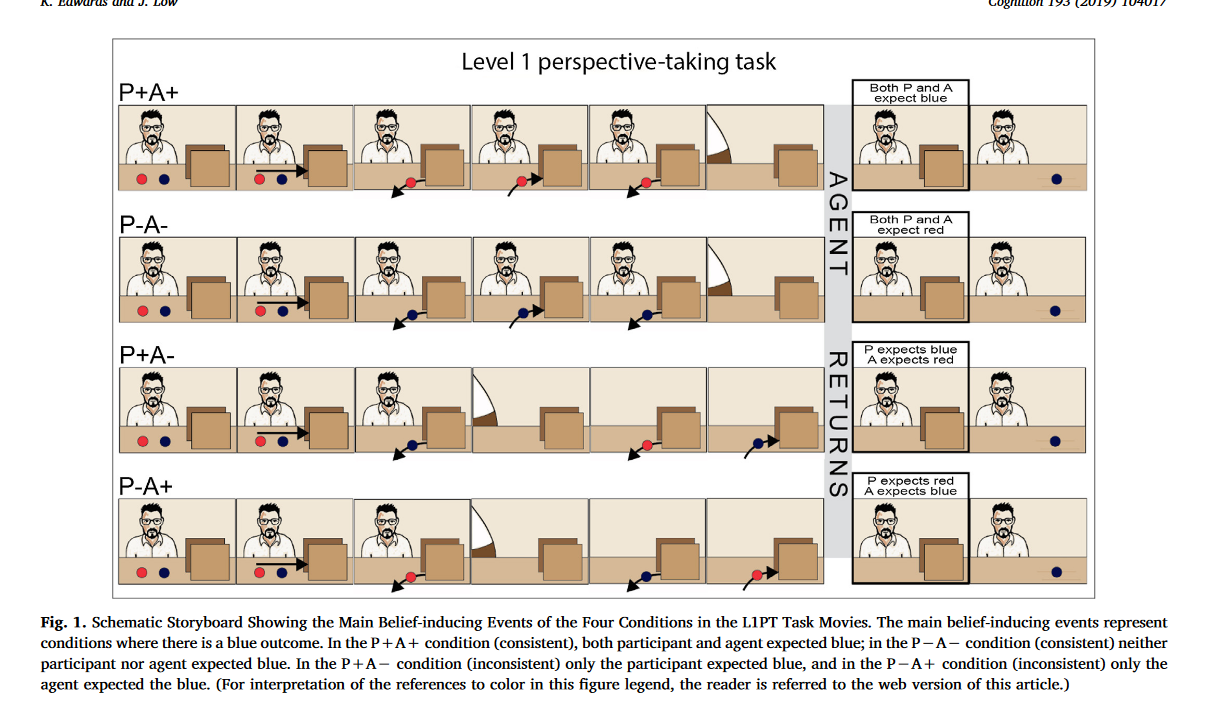 K. Edwards and J. Low
Cognition 193 (2019) 104017
Level 1 perspective-taking task
P+A+
Both P and A
expect blue
P-A-
Both P and A
expect red
P+A-
P expects blue
A expects red
P-A+
P expects red
A expects blue
AGENT
RETURNS
Fig. 1. Schematic Storyboard Showing the Main Belief-inducing Events of the Four Conditions in the L1PT Task Movies. The main belief-inducing events represent
conditions where there is a blue outcome. In the P+A+ condition (consistent), both participant and agent expected blue; in the P−A− condition (consistent) neither
participant nor agent expected blue. In the P+A− condition (inconsistent) only the participant expected blue, and in the P−A+ condition (inconsistent) only the
agent expected the blue. (For interpretation of the references to color in this figure legend, the reader is referred to the web version of this article.)